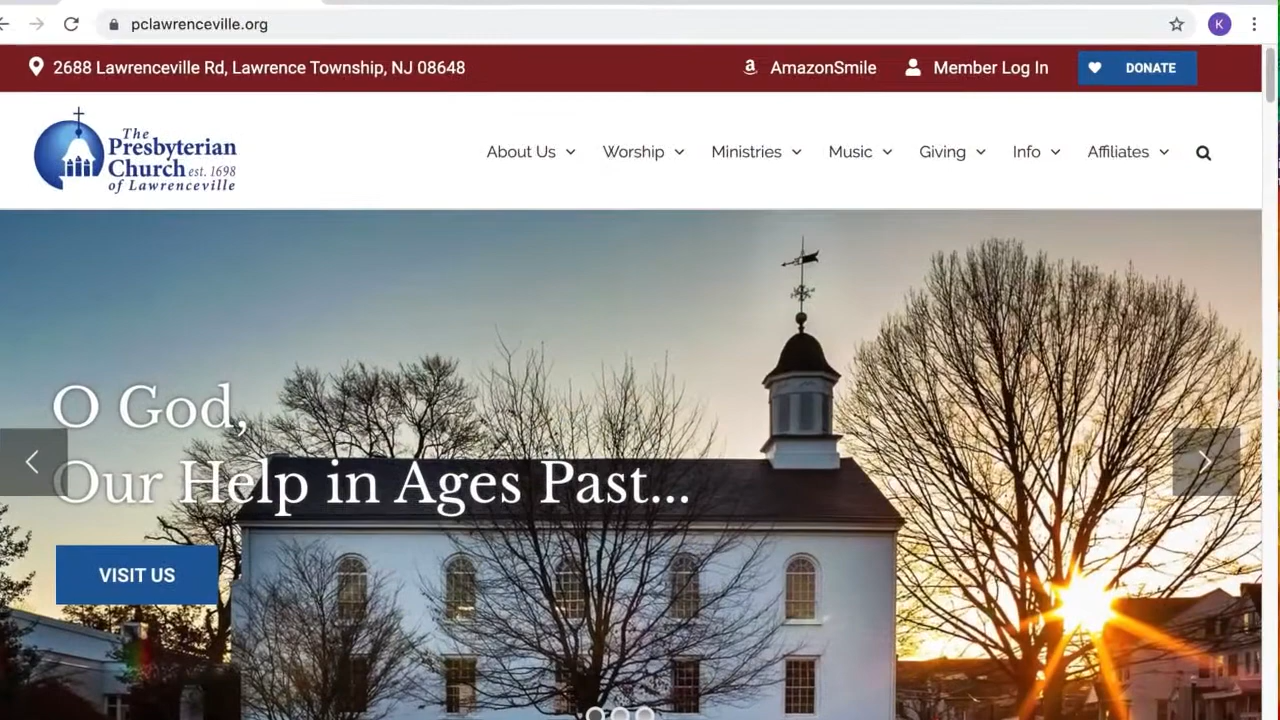 pclawrenceville.org
K
2688 Lawrenceville Rd, Lawrence Township, NJ 08648
AmazonSmile
Member Log In
DONATE
The
Presbyterian
Church est. 1698
of Lawrenceville
About Us
Worship
Ministries
Music
Giving
Info
Affiliates
O God,
Our Help in Ages Past...
VISIT US